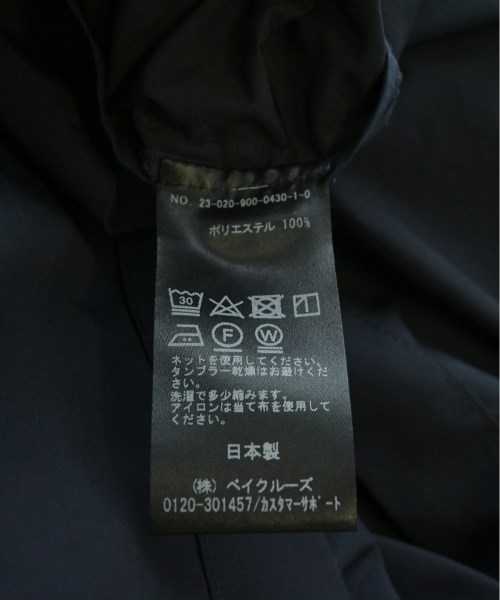 NO. 23-020-900-0430-1-0
ポリエステル 100%
30
F W
ネットを使用してください。
タンブラー乾燥はお避けくだ
さい。
洗濯で多少縮みます。
アイロンは当て布を使用して
ください。
日本製
(株) ベイクルーズ
0120-301457/カスタマーサポート